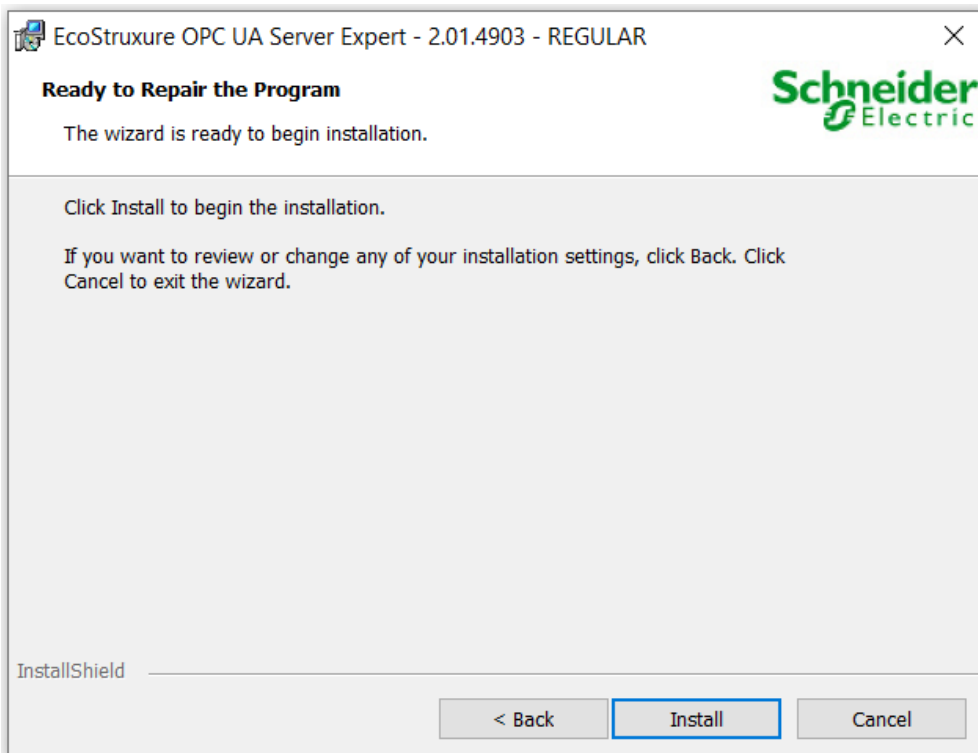 EcoStruxure OPC UA Server Expert - 2.01.4903 - REGULAR
Ready to Repair the Program
The wizard is ready to begin installation.
Schneider
Electric
Click Install to begin the installation.
If you want to review or change any of your installation settings, click Back. Click
Cancel to exit the wizard.
InstallShield
< Back
Install
Cancel